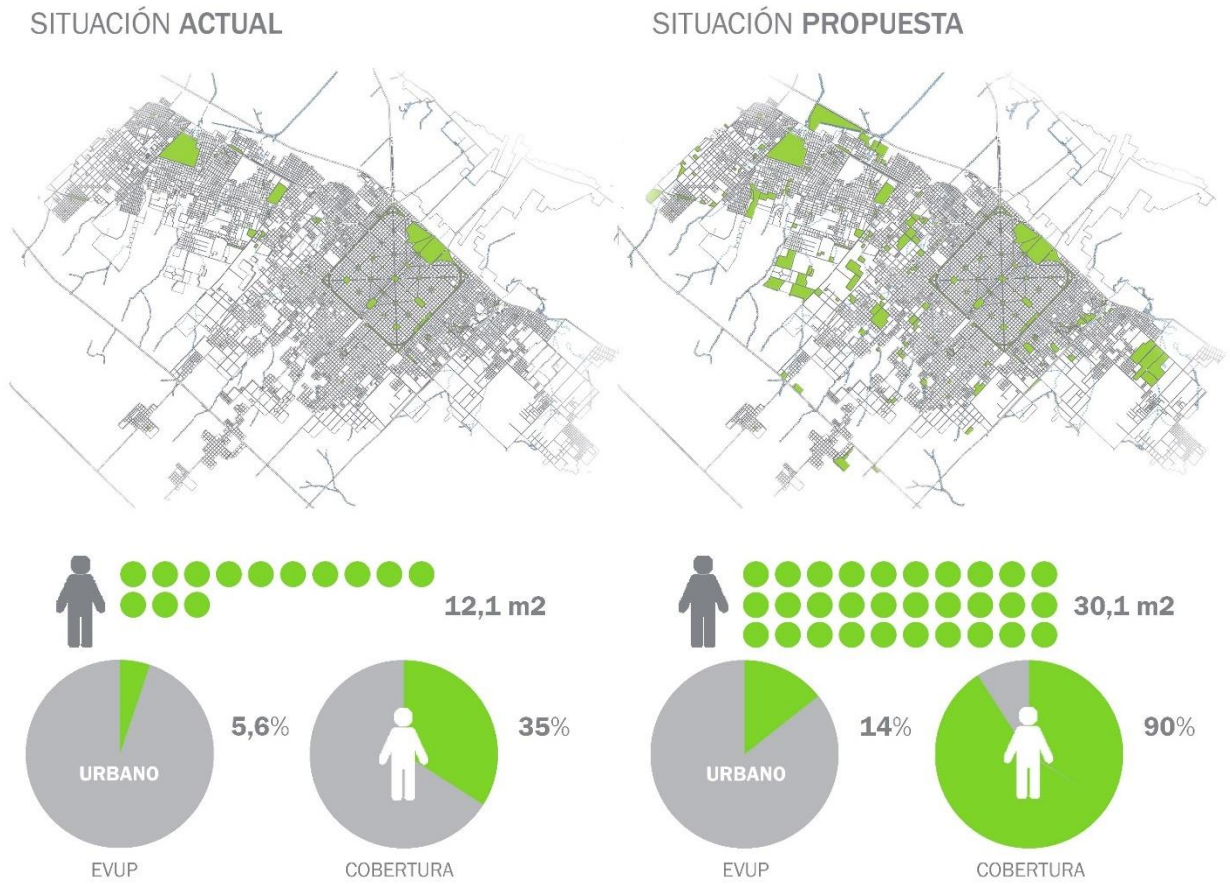 SITUACIÓN ACTUAL
12,1 m2
URBANO
5,6%
35%
EVUP
COBERTURA
SITUACIÓN PROPUESTA
30,1 m2
URBANO
14%
90%
EVUP
COBERTURA